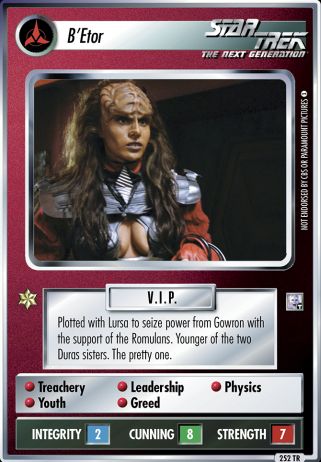 B'Etor
STAR TREK
THE NEXT GENERATION
NOT ENDORSED BY CBS OR PARAMOUNT PICTURES
V.I.P.
Plotted with Lursa to seize power from Gowron with
the support of the Romulans. Younger of the two
Duras sisters. The pretty one.
Treachery Leadership Physics
Youth Greed
INTEGRITY 2 CUNNING 8 STRENGTH 7
252 TR